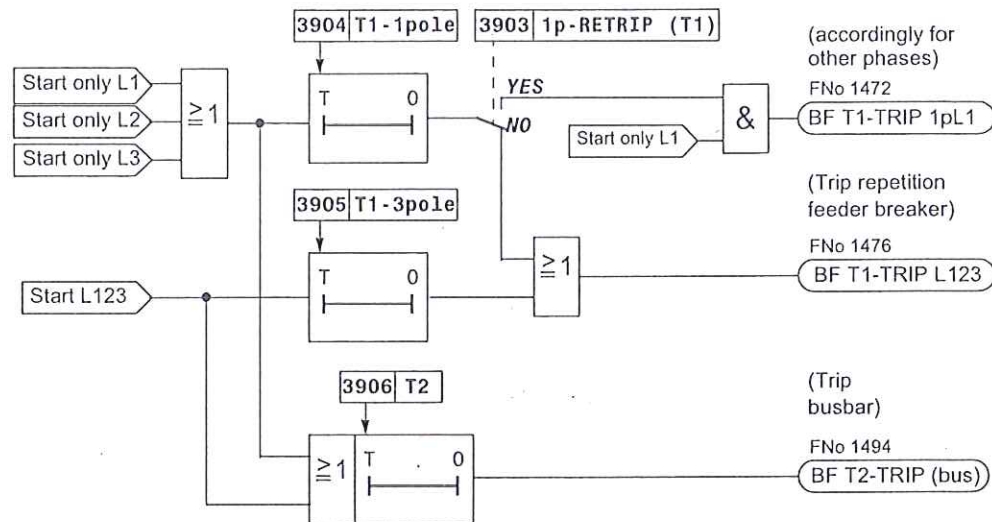 3904 T1-1pole
3903 1p-RETRIP (T1)
(accordingly for
other phases)
FNo 1472
BF T1-TRIP 1pL1
Start only L1
Start only L2
Start only L3
≥1
T 0
YES
NO
Start only L1
&
3905 T1-3pole
(Trip repetition
feeder breaker)
FNo 1476
BF T1-TRIP L123
Start L123
T 0
≥1
3906 T2
(Trip
busbar)
FNo 1494
BF T2-TRIP (bus)
≥1
T 0